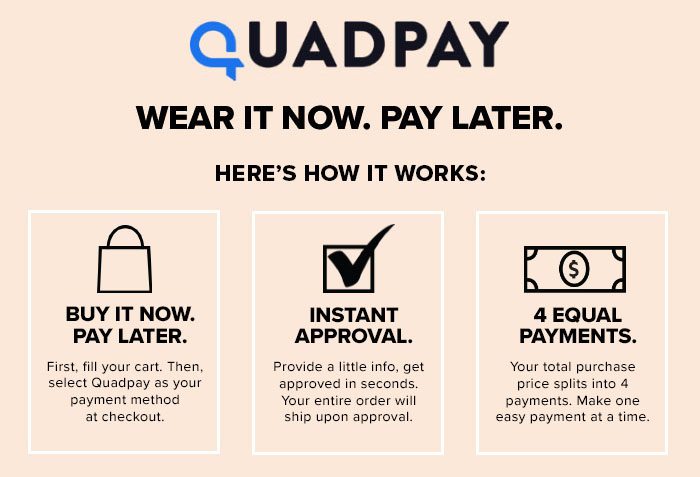 QUADPAY
WEAR IT NOW. PAY LATER.
HERE'S HOW IT WORKS:
BUY IT NOW.
PAY LATER.
First, fill your cart. Then,
select Quadpay as your
payment method
at checkout.
INSTANT
APPROVAL.
Provide a little info, get
approved in seconds.
Your entire order will
ship upon approval.
$
4 EQUAL
PAYMENTS.
Your total purchase
price splits into 4
payments. Make one
easy payment at a time.